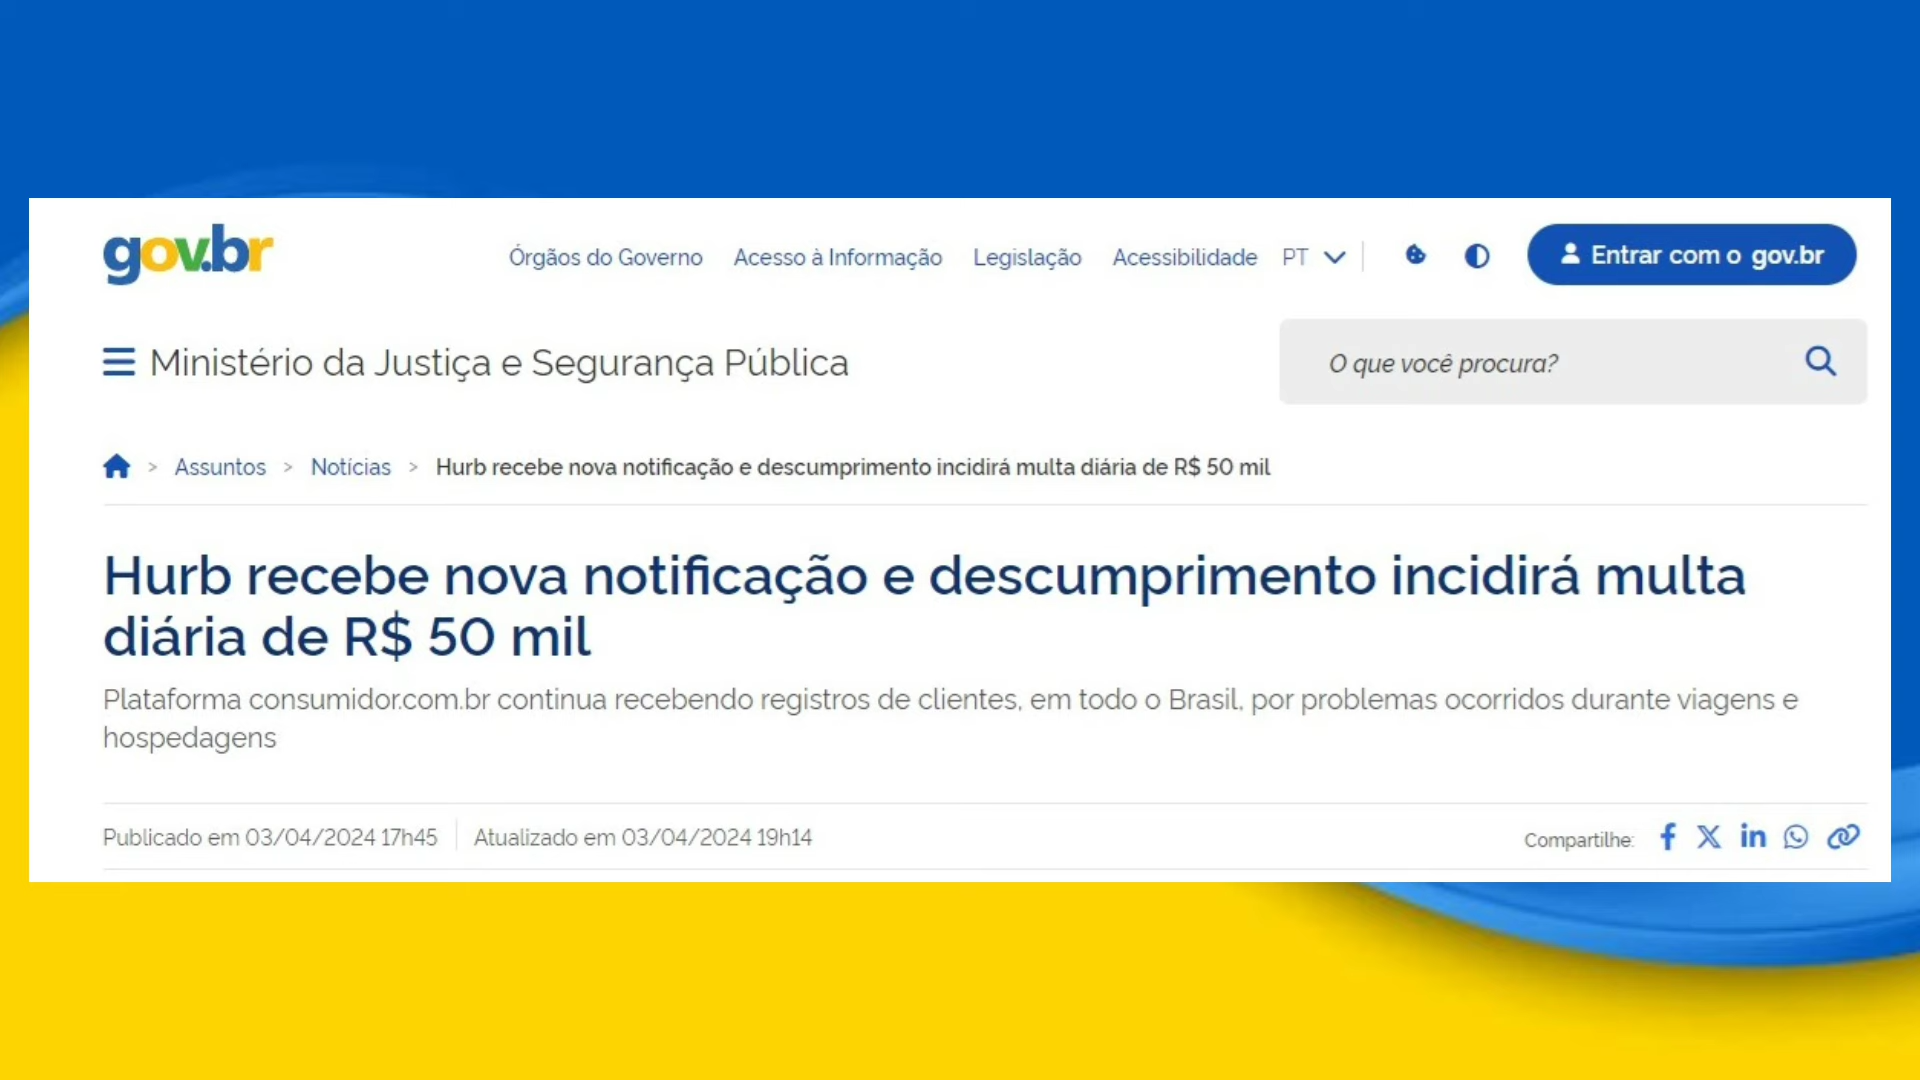 gov.br
Órgãos do Governo Acesso à Informação Legislação Acessibilidade PT Entrar com o gov.br
Ministério da Justiça e Segurança Pública
O que você procura?
> Assuntos > Notícias > Hurb recebe nova notificação e descumprimento incidirá multa diária de R$ 50 mil
Hurb recebe nova notificação e descumprimento incidirá multa
diária de R$ 50 mil
Plataforma consumidor.com.br continua recebendo registros de clientes, em todo o Brasil, por problemas ocorridos durante viagens e
hospedagens
Publicado em 03/04/2024 17h45 Atualizado em 03/04/2024 19h14
Compartilhe: